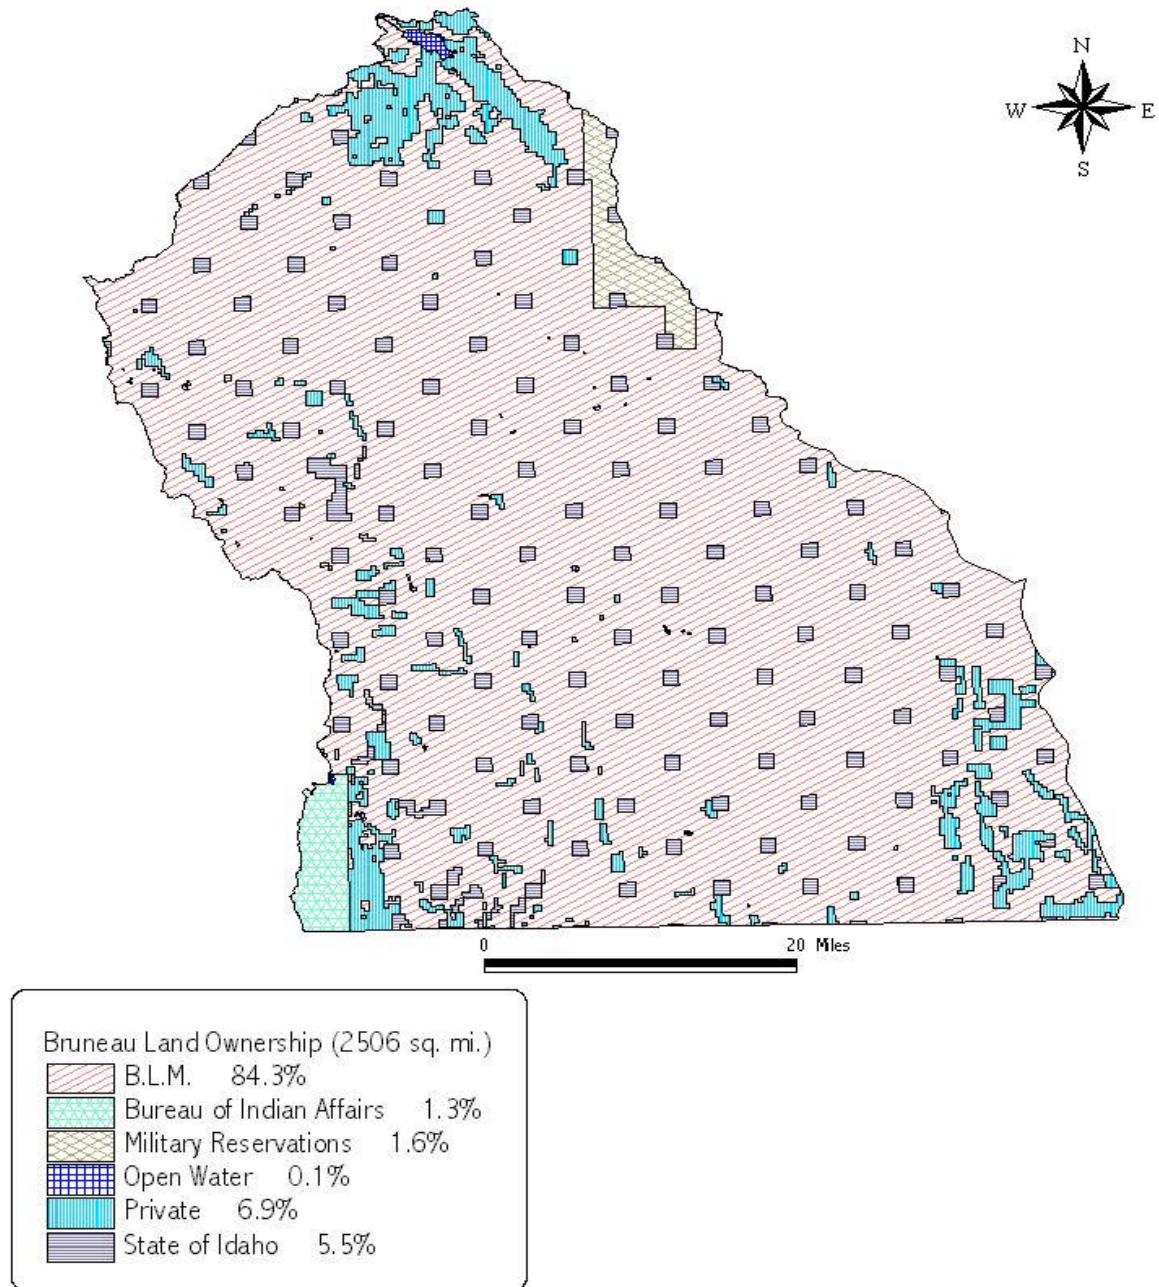 N
W E
S
0 20 Miles
Bruneau Land Ownership (2506 sq. mi.)
B.L.M. 84.3%
Bureau of Indian Affairs 1.3%
Military Reservations 1.6%
Open Water 0.1%
Private 6.9%
State of Idaho 5.5%